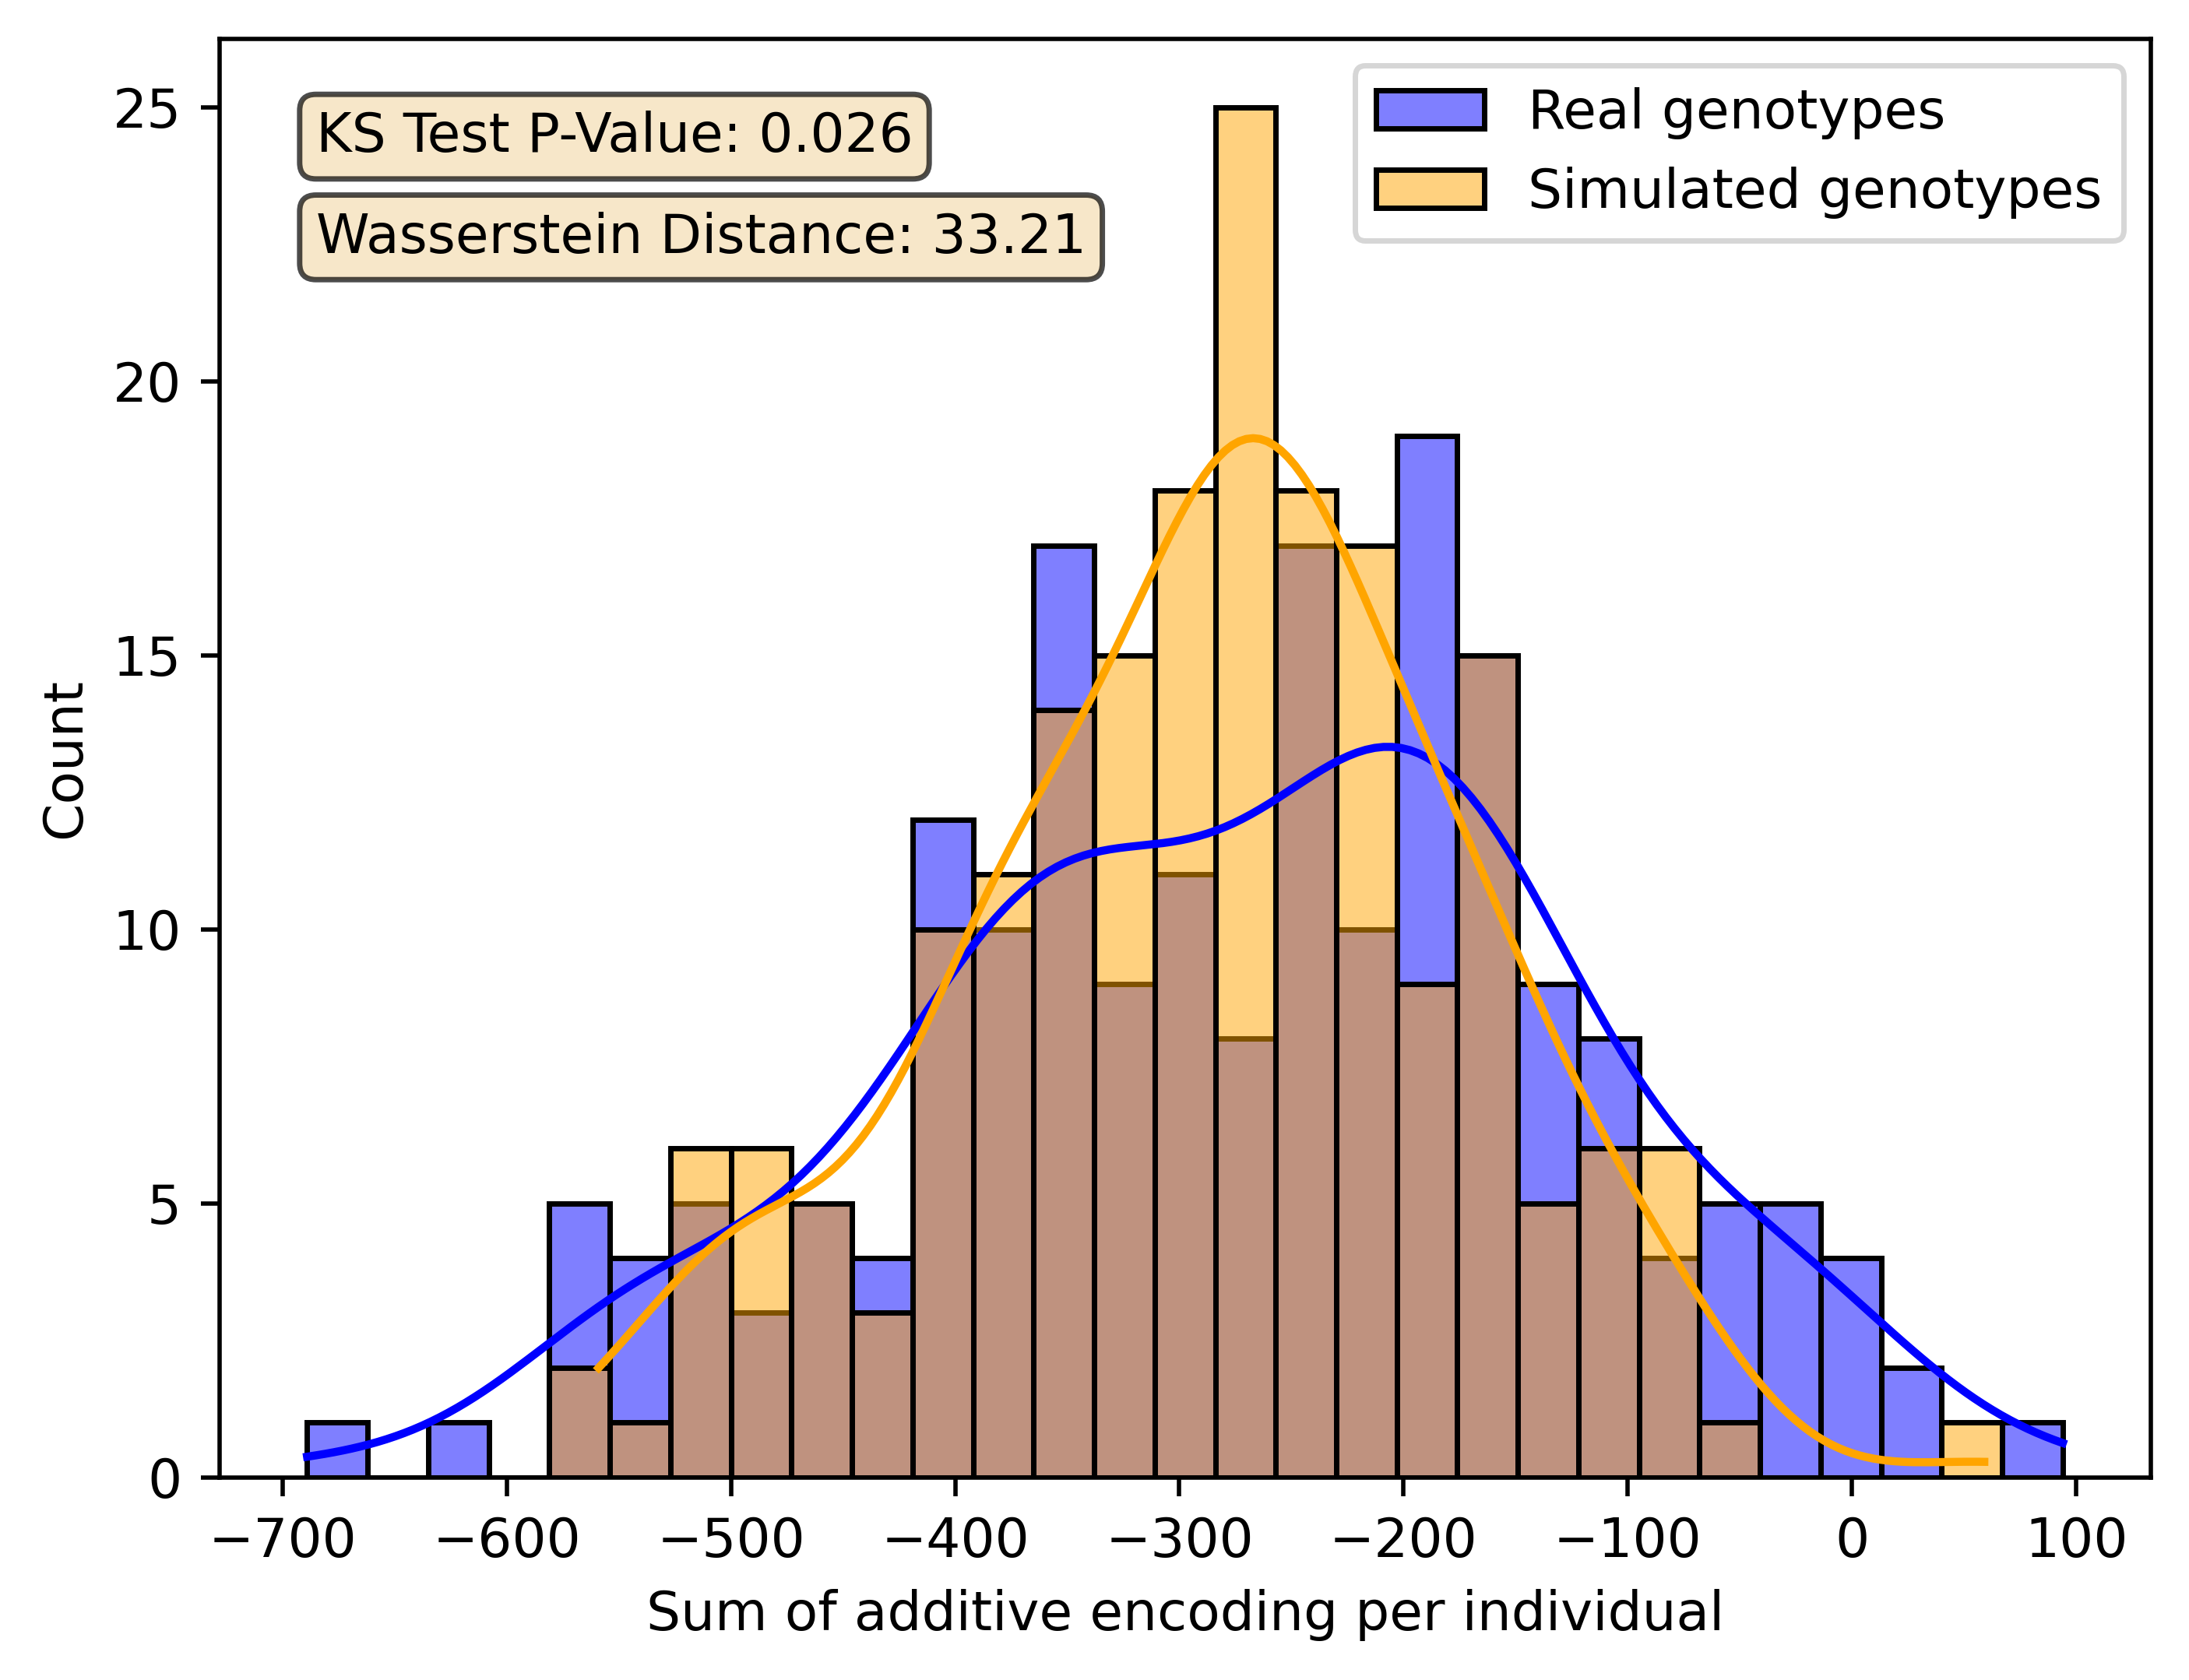 KS Test P-Value: 0.026
Wasserstein Distance: 33.21
Real genotypes
Simulated genotypes
Count
25
20
15
10
5
0
−700 −600 −500 −400 −300 −200 −100 0 100
Sum of additive encoding per individual